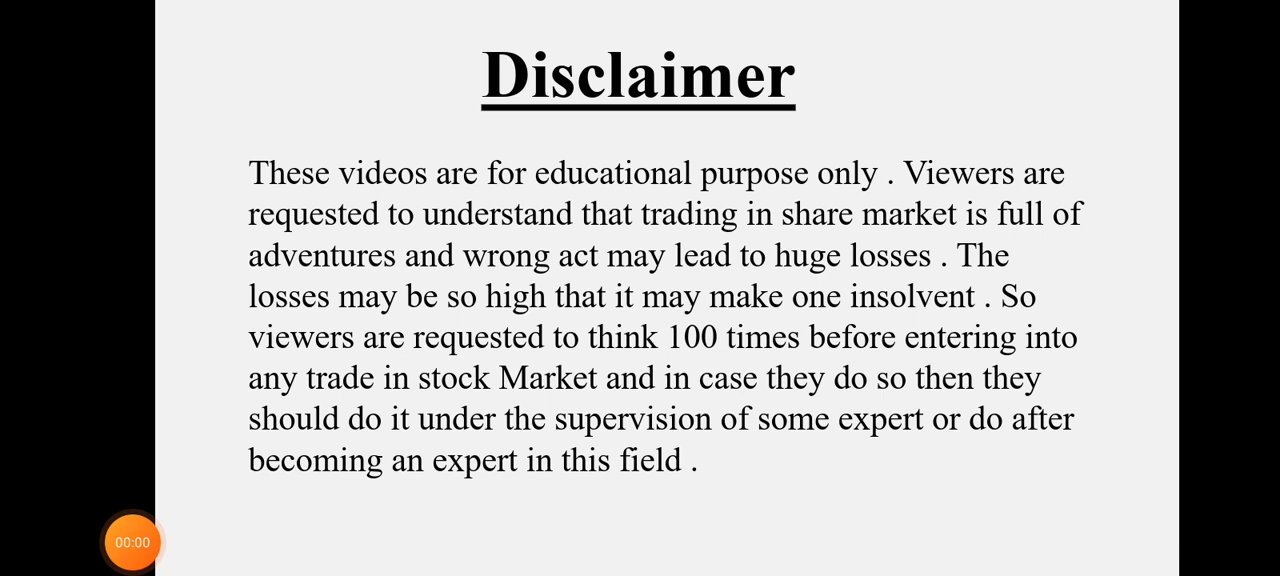 Disclaimer
These videos are for educational purpose only . Viewers are
requested to understand that trading in share market is full of
adventures and wrong act may lead to huge losses . The
losses may be so high that it may make one insolvent . So
viewers are requested to think 100 times before entering into
any trade in stock Market and in case they do so then they
should do it under the supervision of some expert or do after
becoming an expert in this field .
00:00